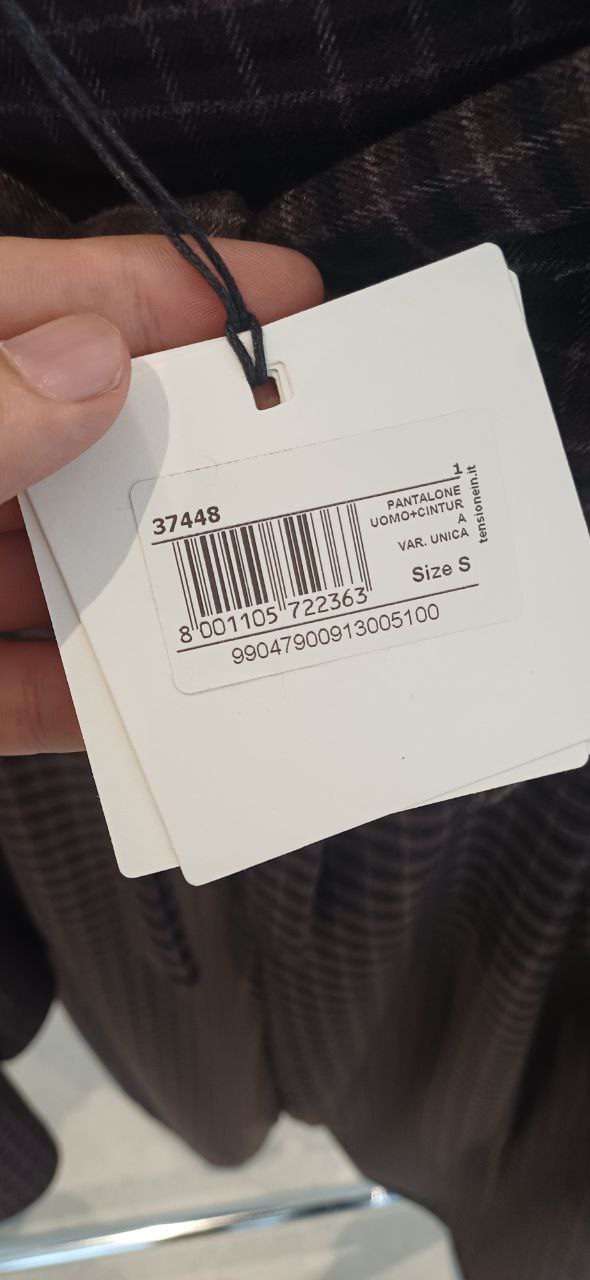 37448
1
PANTALONE
UOMO+CINTUR
A
VAR. UNICA
tensionein.it
Size S
8 001105 722363
99047900913005100